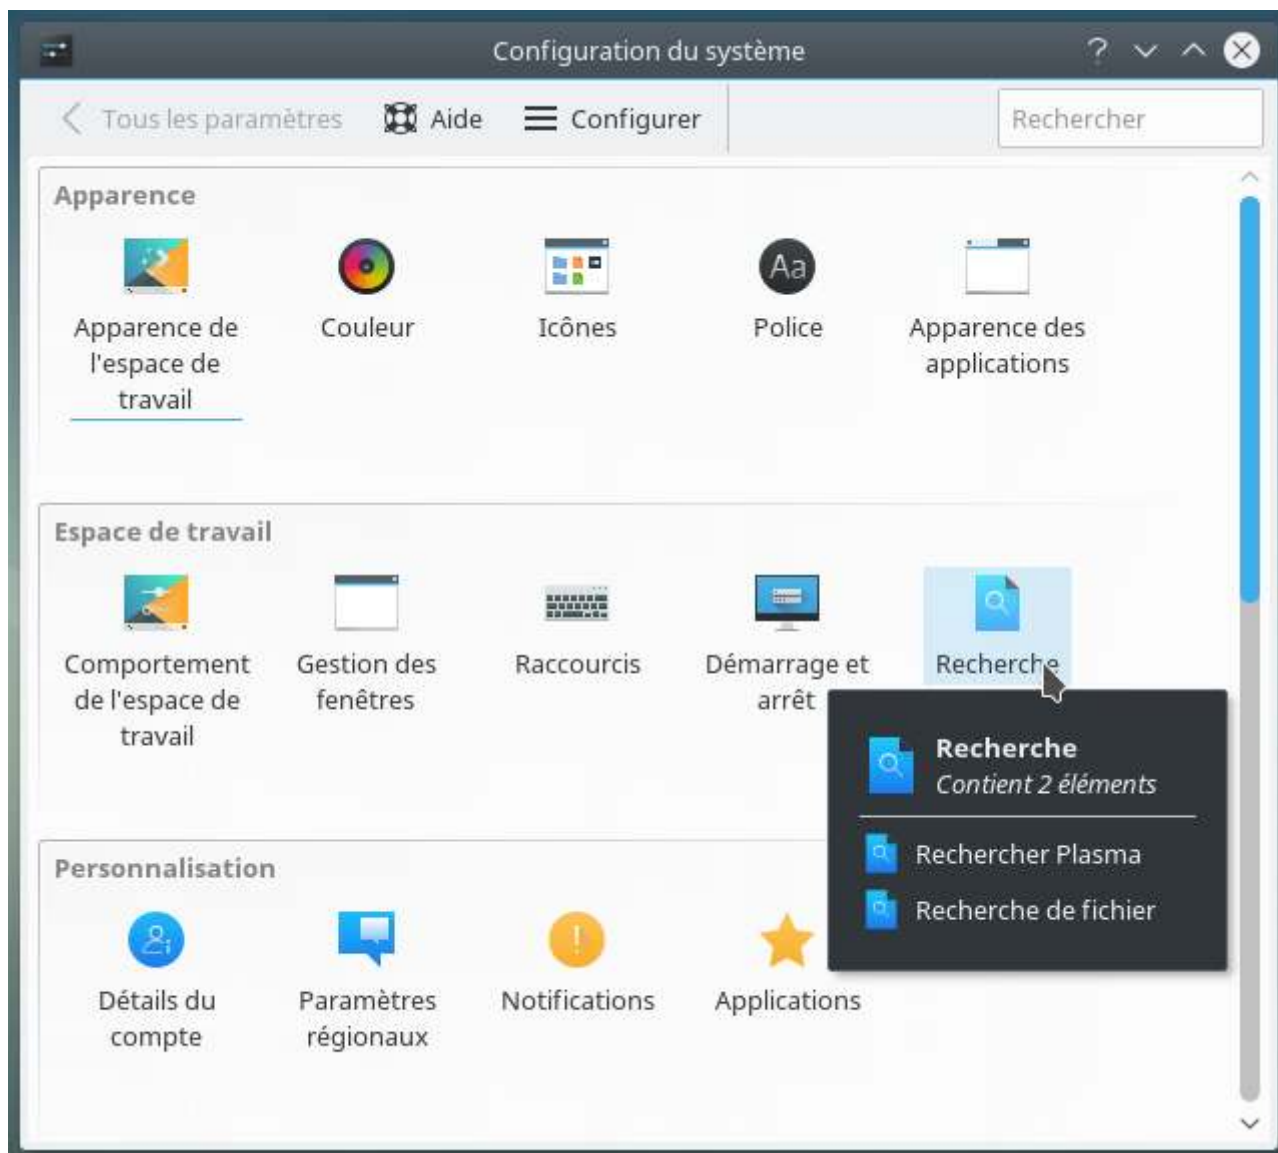 Configuration du système
?
Tous les paramètres Aide Configurer Rechercher
Apparence
Apparence de
l'espace de
travail
Couleur
Icônes
Aa
Police
Apparence des
applications
Espace de travail
Comportement
de l'espace de
travail
Gestion des
fenêtres
Raccourcis
Démarrage et
arrêt
Recherche
Recherche
Contient 2 éléments
Rechercher Plasma
Recherche de fichier
Personnalisation
Détails du
compte
Paramètres
régionaux
!
Notifications
Applications